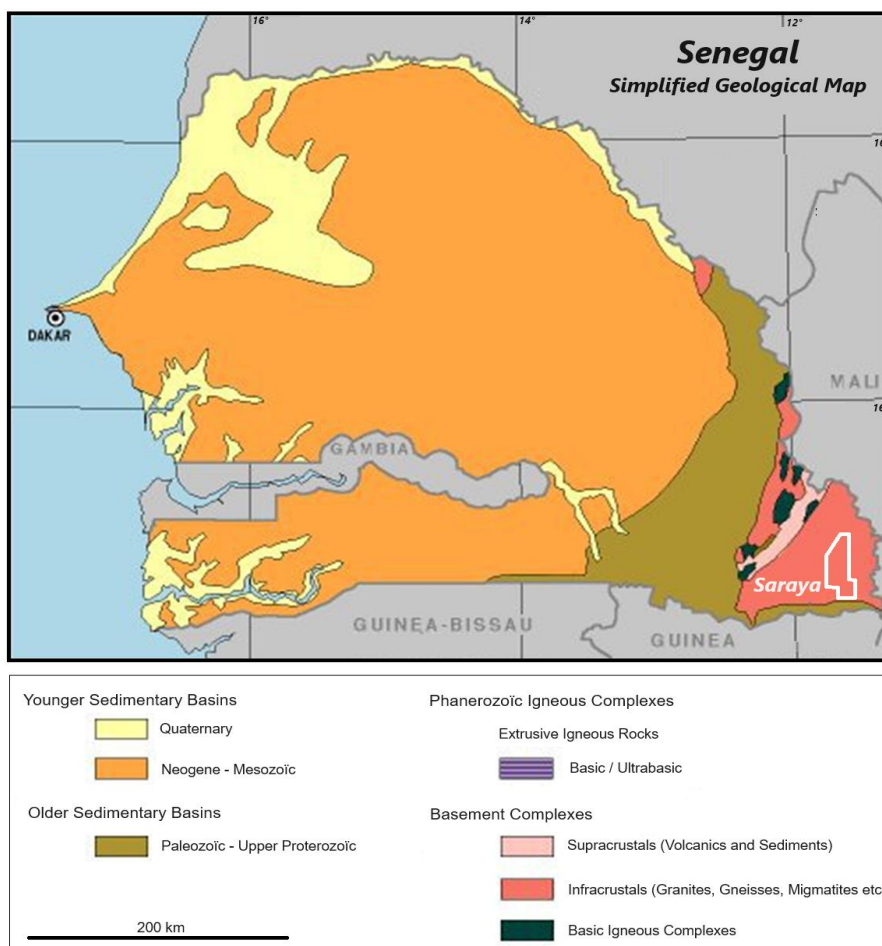 Senegal
Simplified Geological Map
16°
14°
12°
16
DAKAR
MALI
16
GAMBIA
Saraya
GUINEA-BISSAU
GUINEA
Younger Sedimentary Basins
Quaternary
Neogene - Mesozoïc
Older Sedimentary Basins
Paleozoïc - Upper Proterozoïc
200 km
Phanerozoïc Igneous Complexes
Extrusive Igneous Rocks
Basic / Ultrabasic
Basement Complexes
Supracrustals (Volcanics and Sediments)
Infracrustals (Granites, Gneisses, Migmatites etc
Basic Igneous Complexes